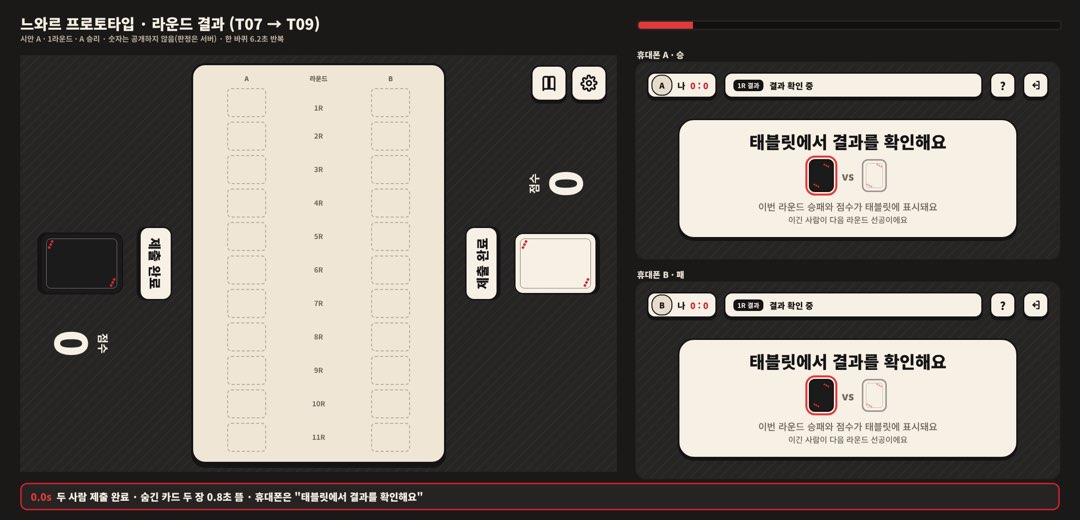 느와르 프로토타입 · 라운드 결과 (T07 → T09)
시안 A · 1라운드 · A 승리 · 숫자는 공개하지 않음(판정은 서버) · 한 바퀴 6.2초 반복
A 라운드 B
1R
2R
3R
4R
5R
6R
7R
8R
9R
10R
11R
제출 완료
0 점수
점수 0
제출 완료
휴대폰 A · 승
A 나 0 : 0
1R 결과 결과 확인 중
?
태블릿에서 결과를 확인해요
VS
이번 라운드 승패와 점수가 태블릿에 표시돼요
이긴 사람이 다음 라운드 선공이에요
휴대폰 B · 패
B 나 0 : 0
1R 결과 결과 확인 중
?
태블릿에서 결과를 확인해요
VS
이번 라운드 승패와 점수가 태블릿에 표시돼요
이긴 사람이 다음 라운드 선공이에요
0.0s 두 사람 제출 완료 · 숨긴 카드 두 장 0.8초 뜸 · 휴대폰은 "태블릿에서 결과를 확인해요"